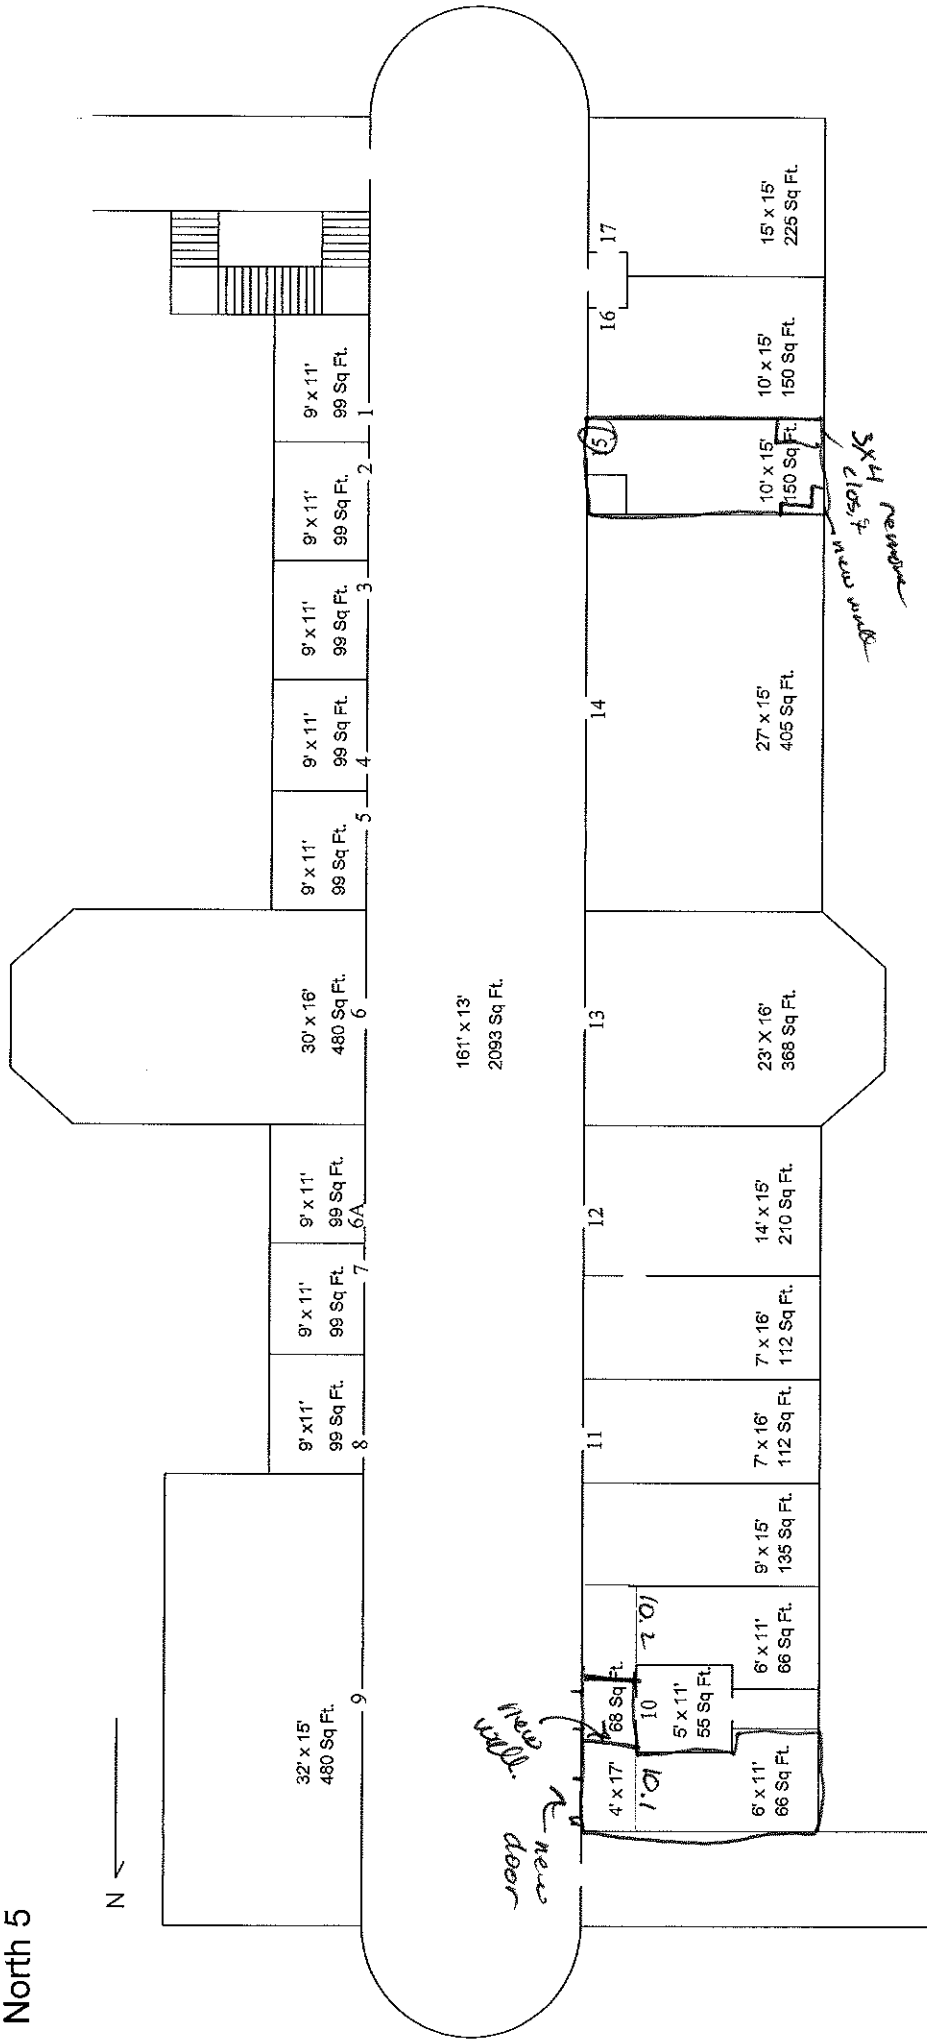 North 5
N
32' x 15'
480 Sq Ft.
9
9' x11'
99 Sq Ft.
8
9' x 11'
99 Sq Ft.
7
9' x 11'
99 Sq Ft.
6A
30' x 16'
480 Sq Ft.
6
9' x 11'
99 Sq Ft.
5
9' x 11'
99 Sq Ft.
4
9' x 11'
99 Sq Ft.
3
9' x 11'
99 Sq Ft.
2
9' x 11'
99 Sq Ft.
1
161' x 13'
2093 Sq Ft.
new
wall.
new
door
4' x 17'
68 Sq Ft.
10.1
10
10.2
5' x 11'
55 Sq Ft.
6' x 11'
66 Sq Ft.
6' x 11'
66 Sq Ft.
9' x 15'
135 Sq Ft.
11
7' x 16'
112 Sq Ft.
7' x 16'
112 Sq Ft.
12
14' x 15'
210 Sq Ft.
13
23' x 16'
368 Sq Ft.
14
27' x 15'
405 Sq Ft.
15
10' x 15'
150 Sq Ft.
16
10' x 15'
150 Sq Ft.
17
15' x 15'
225 Sq Ft.
3x4 remove
closet
new walls